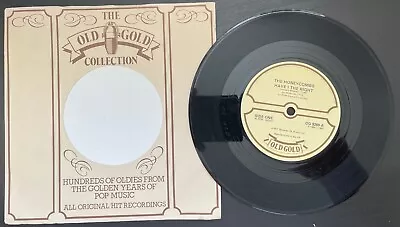 THE
OLD GOLD
COLLECTION
HUNDREDS OF OLDIES FROM
THE GOLDEN YEARS OF
POP MUSIC
ALL ORIGINAL HIT RECORDINGS
THE HONEYCOMBS
HAVE I THE RIGHT
SIDE ONE
OLD GOLD